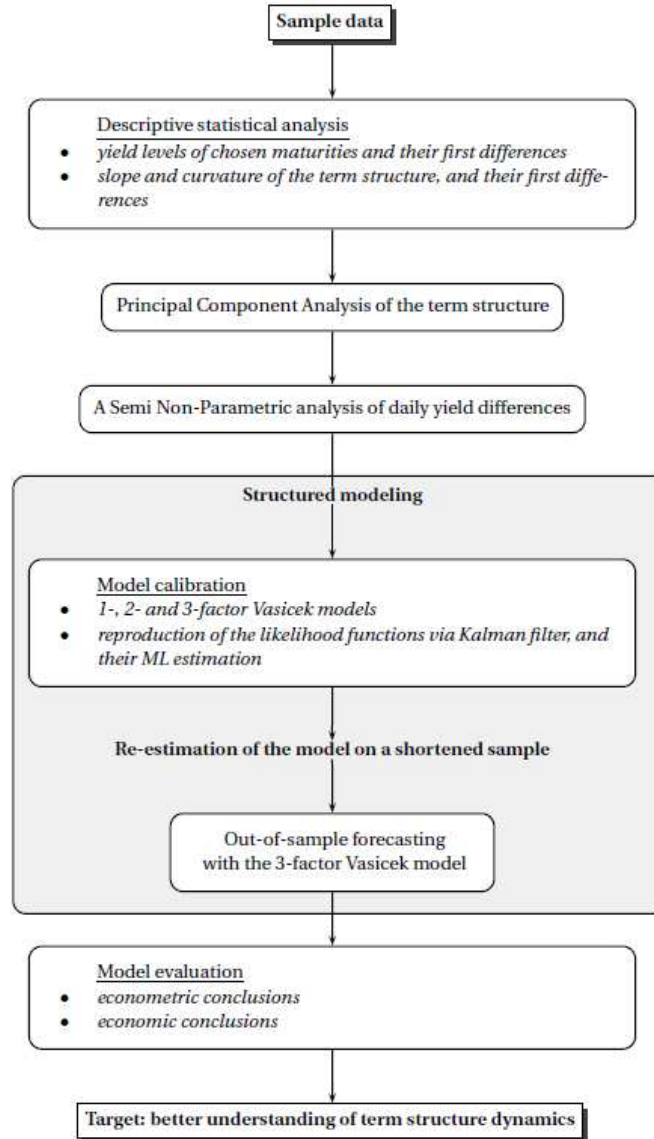 Sample data
Descriptive statistical analysis
• yield levels of chosen maturities and their first differences
• slope and curvature of the term structure, and their first diffe-
rences
Principal Component Analysis of the term structure
A Semi Non-Parametric analysis of daily yield differences
Structured modeling
Model calibration
• 1-, 2- and 3-factor Vasicek models
• reproduction of the likelihood functions via Kalman filter, and
their ML estimation
Re-estimation of the model on a shortened sample
Out-of-sample forecasting
with the 3-factor Vasicek model
Model evaluation
• econometric conclusions
• economic conclusions
Target: better understanding of term structure dynamics